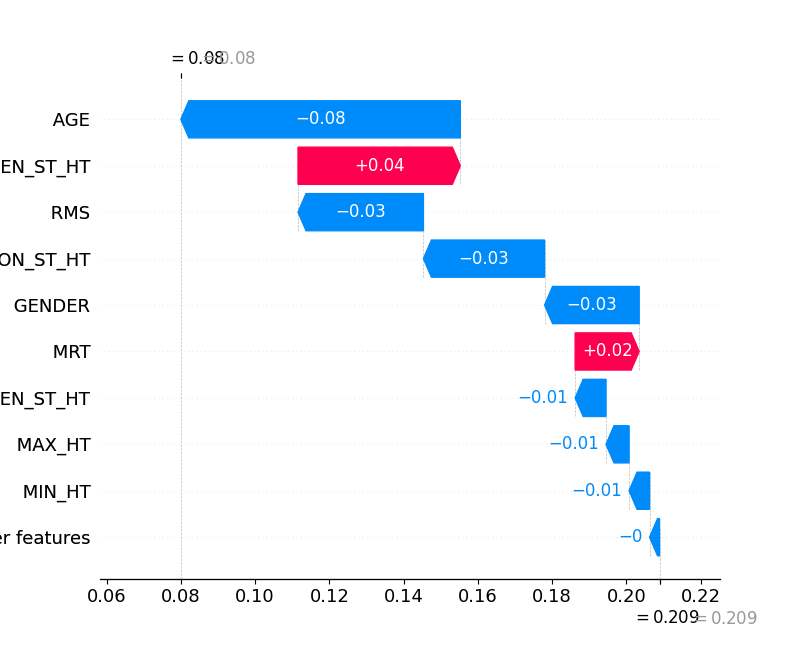 = 0.08 = 0.08
AGE −0.08
EN_ST_HT +0.04
RMS −0.03
ON_ST_HT −0.03
GENDER −0.03
MRT +0.02
EN_ST_HT −0.01
MAX_HT −0.01
MIN_HT −0.01
er features −0
0.06 0.08 0.10 0.12 0.14 0.16 0.18 0.20 0.22
= 0.209 = 0.209